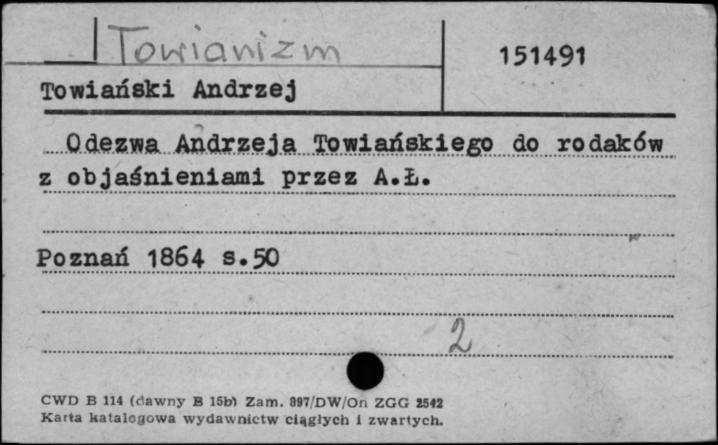 Towianizm
151491
Towiański Andrzej
Odezwa Andrzeja Towiańskiego do rodaków
z objaśnieniami przez A.Ł.
Poznań 1864 s.50
2
CWD B 114 (dawny B 15b) Zam. 897/DW/On ZGG 2542
Karta katalogowa wydawnictw ciągłych i zwartych.